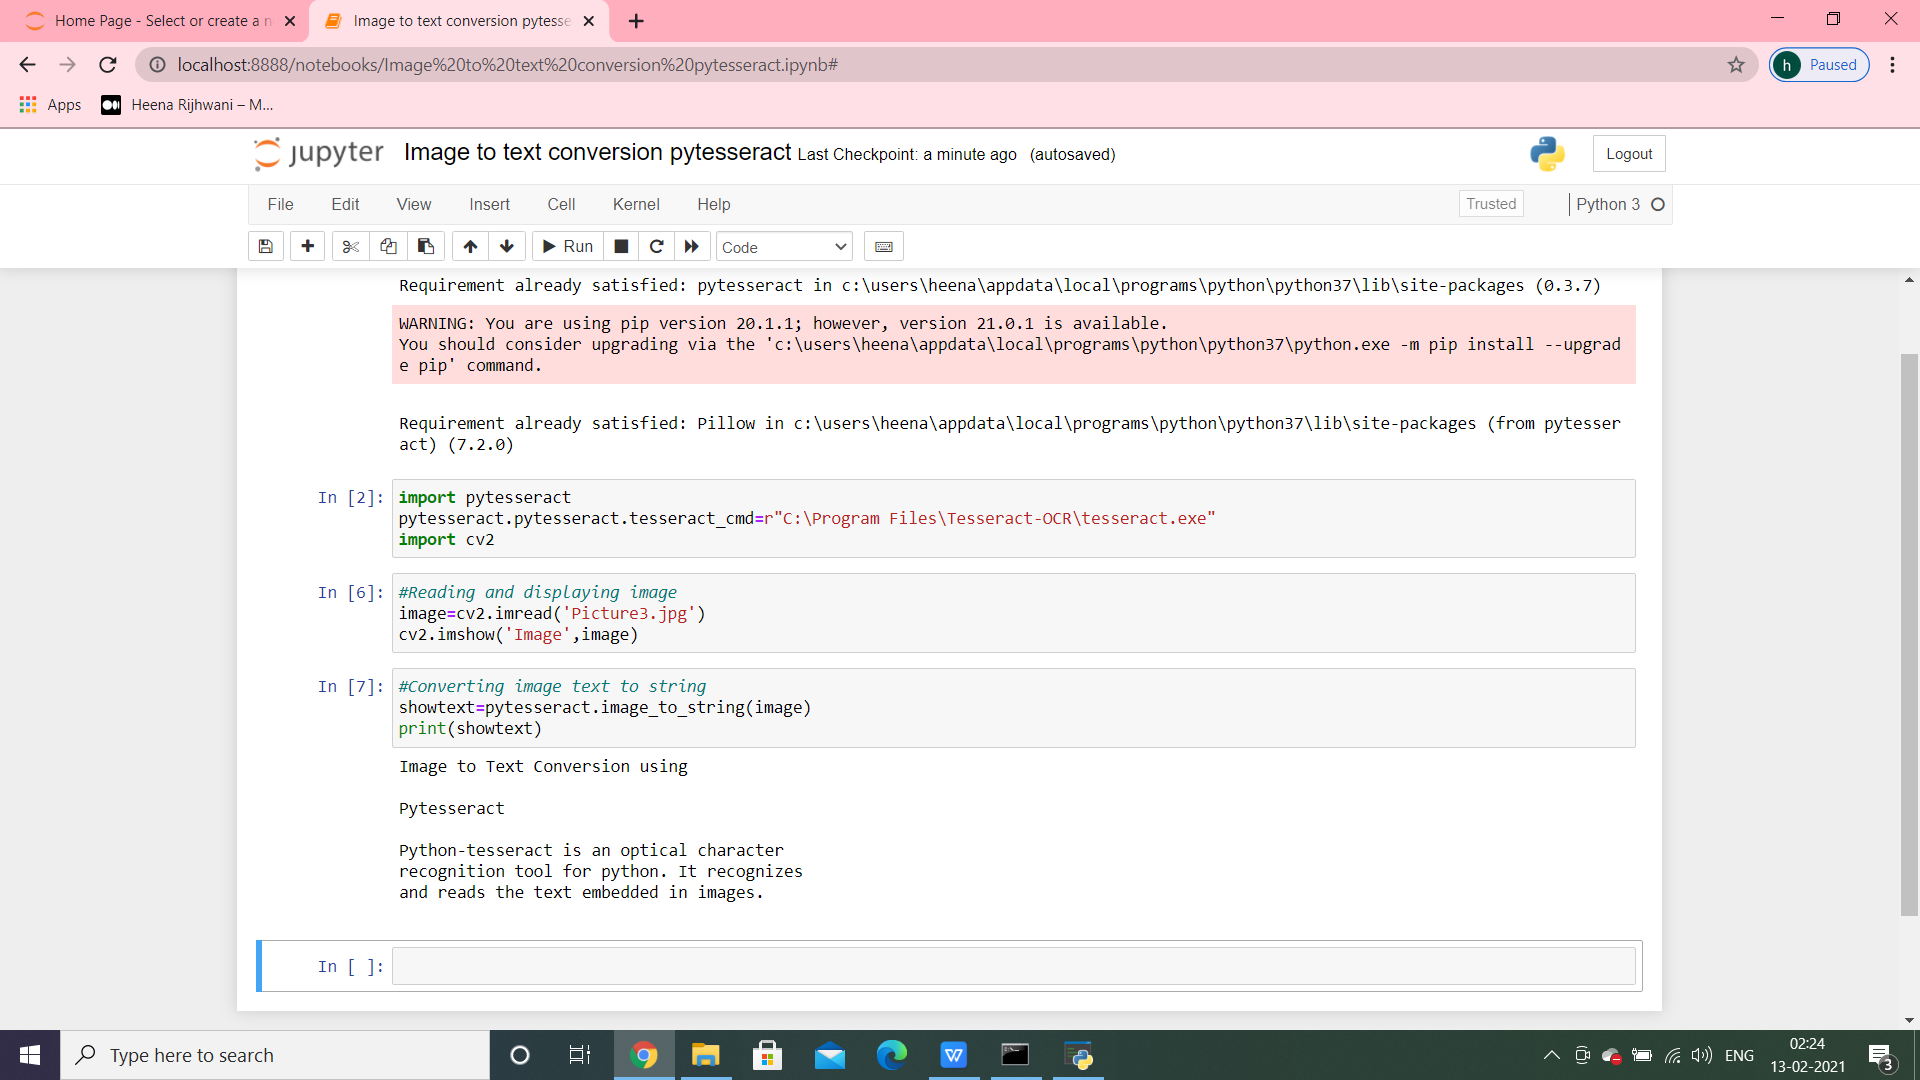 Home Page - Select or create a n
Image to text conversion pytesse
localhost:8888/notebooks/Image%20to%20text%20conversion%20pytesseract.ipynb#
h Paused
Apps
Heena Rijhwani – M...
jupyter Image to text conversion pytesseract Last Checkpoint: a minute ago (autosaved)
Logout
File Edit View Insert Cell Kernel Help
Trusted
Python 3
Run
Code
Requirement already satisfied: pytesseract in c:\users\heena\appdata\local\programs\python\python37\lib\site-packages (0.3.7)
WARNING: You are using pip version 20.1.1; however, version 21.0.1 is available.
You should consider upgrading via the 'c:\users\heena\appdata\local\programs\python\python37\python.exe -m pip install --upgrad
e pip' command.
Requirement already satisfied: Pillow in c:\users\heena\appdata\local\programs\python\python37\lib\site-packages (from pytesser
act) (7.2.0)
In [2]: import pytesseract
pytesseract.pytesseract.tesseract_cmd=r"C:\Program Files\Tesseract-OCR\tesseract.exe"
import cv2
In [6]: #Reading and displaying image
image=cv2.imread('Picture3.jpg')
cv2.imshow('Image',image)
In [7]: #Converting image text to string
showtext=pytesseract.image_to_string(image)
print(showtext)
Image to Text Conversion using
Pytesseract
Python-tesseract is an optical character
recognition tool for python. It recognizes
and reads the text embedded in images.
In [ ]:
Type here to search
W
ENG
02:24
13-02-2021
3